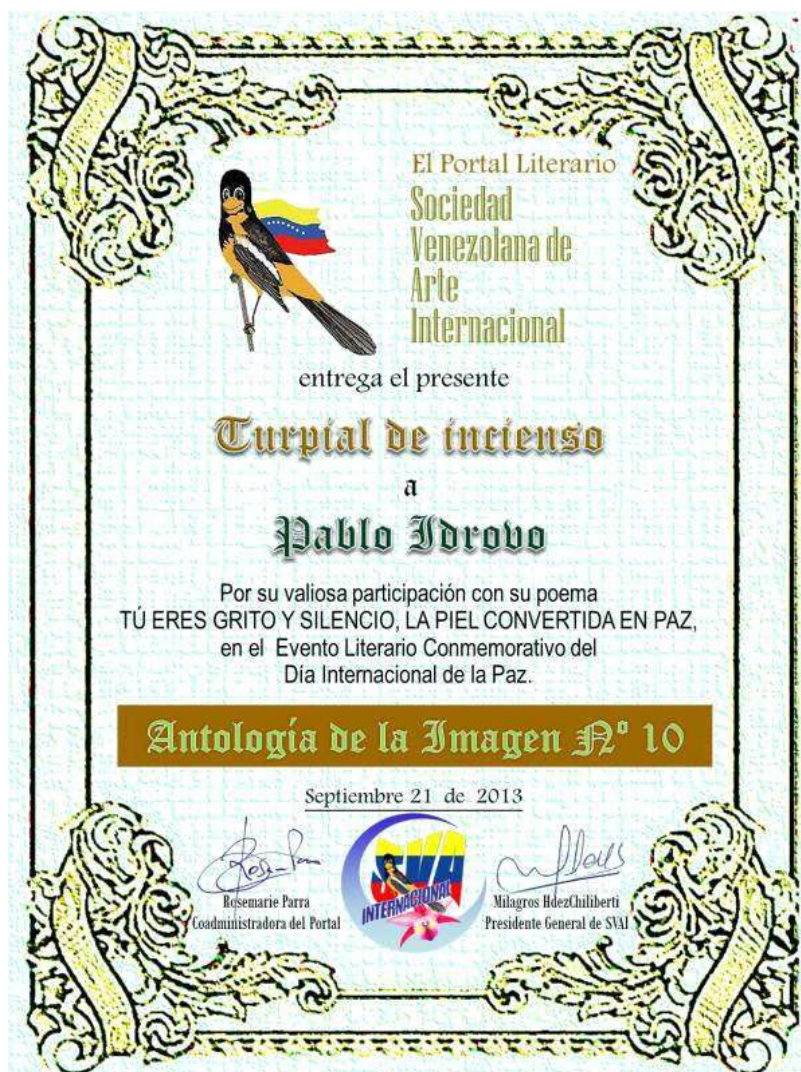 El Portal Literario
Sociedad
Venezolana de
Arte
Internacional
entrega el presente
Turpial de incienso
a
Pablo Idrovo
Por su valiosa participación con su poema
TÚ ERES GRITO Y SILENCIO, LA PIEL CONVERTIDA EN PAZ,
en el Evento Literario Conmemorativo del
Día Internacional de la Paz.
Antología de la Imagen Nº 10
Septiembre 21 de 2013
SVA
INTERNACIONAL
Rosemarie Parra
Coadministradora del Portal
Milagros HdezChiliberti
Presidente General de SVAI